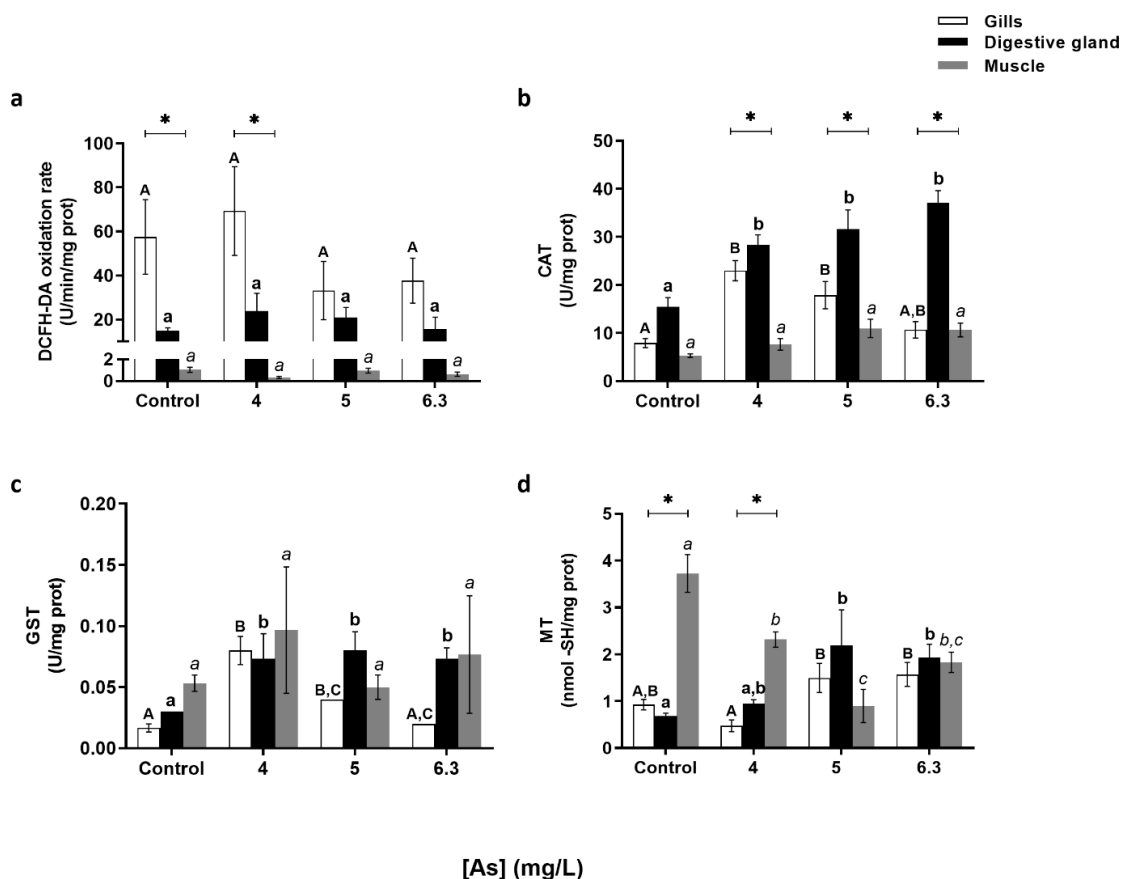 Gills
Digestive gland
Muscle
a
* *
DCFH-DA oxidation rate
(U/min/mg prot)
100
80
60
40
20
2
0
A a a
A a a
A a a
A a a
Control 4 5 6.3
b
* * *
CAT
(U/mg prot)
50
40
30
20
10
0
A a a
B b a
B b a
A,B b a
Control 4 5 6.3
c
GST
(U/mg prot)
0.20
0.15
0.10
0.05
0.00
A a a
B b a
B,C b a
A,C b a
Control 4 5 6.3
d
* *
MT
(nmol -SH/mg prot)
5
4
3
2
1
0
A,B a a
A a,b b
B b c
B b b,c
Control 4 5 6.3
[As] (mg/L)